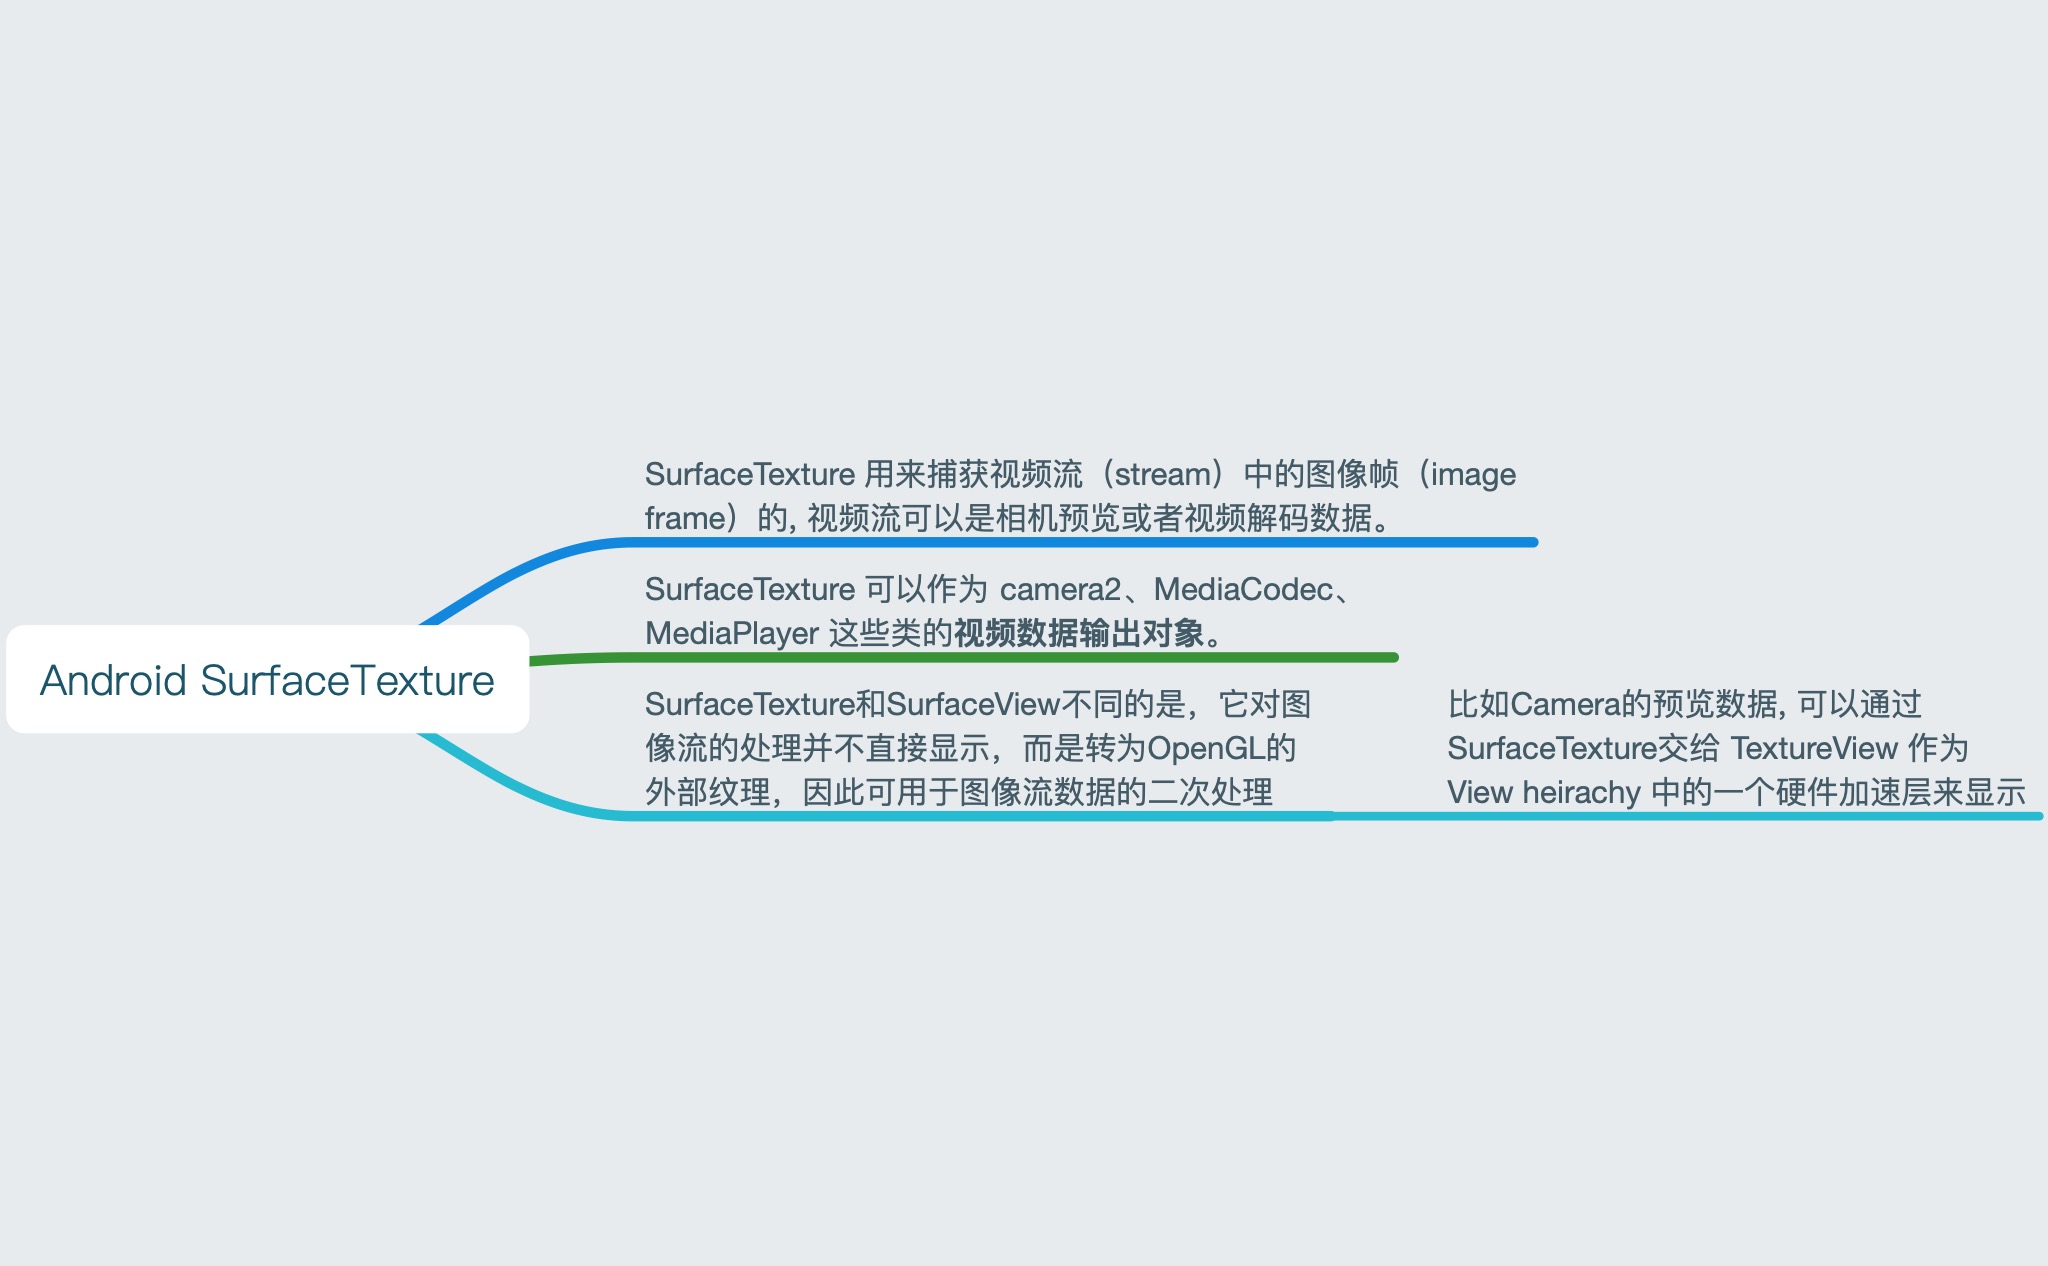 SurfaceTexture 用来捕获视频流（stream）中的图像帧（image
frame）的, 视频流可以是相机预览或者视频解码数据。
SurfaceTexture 可以作为 camera2、MediaCodec、
MediaPlayer 这些类的视频数据输出对象。
Android SurfaceTexture
SurfaceTexture和SurfaceView不同的是，它对图
像流的处理并不直接显示，而是转为OpenGL的
外部纹理，因此可用于图像流数据的二次处理
比如Camera的预览数据, 可以通过
SurfaceTexture交给 TextureView 作为
View heirachy 中的一个硬件加速层来显示